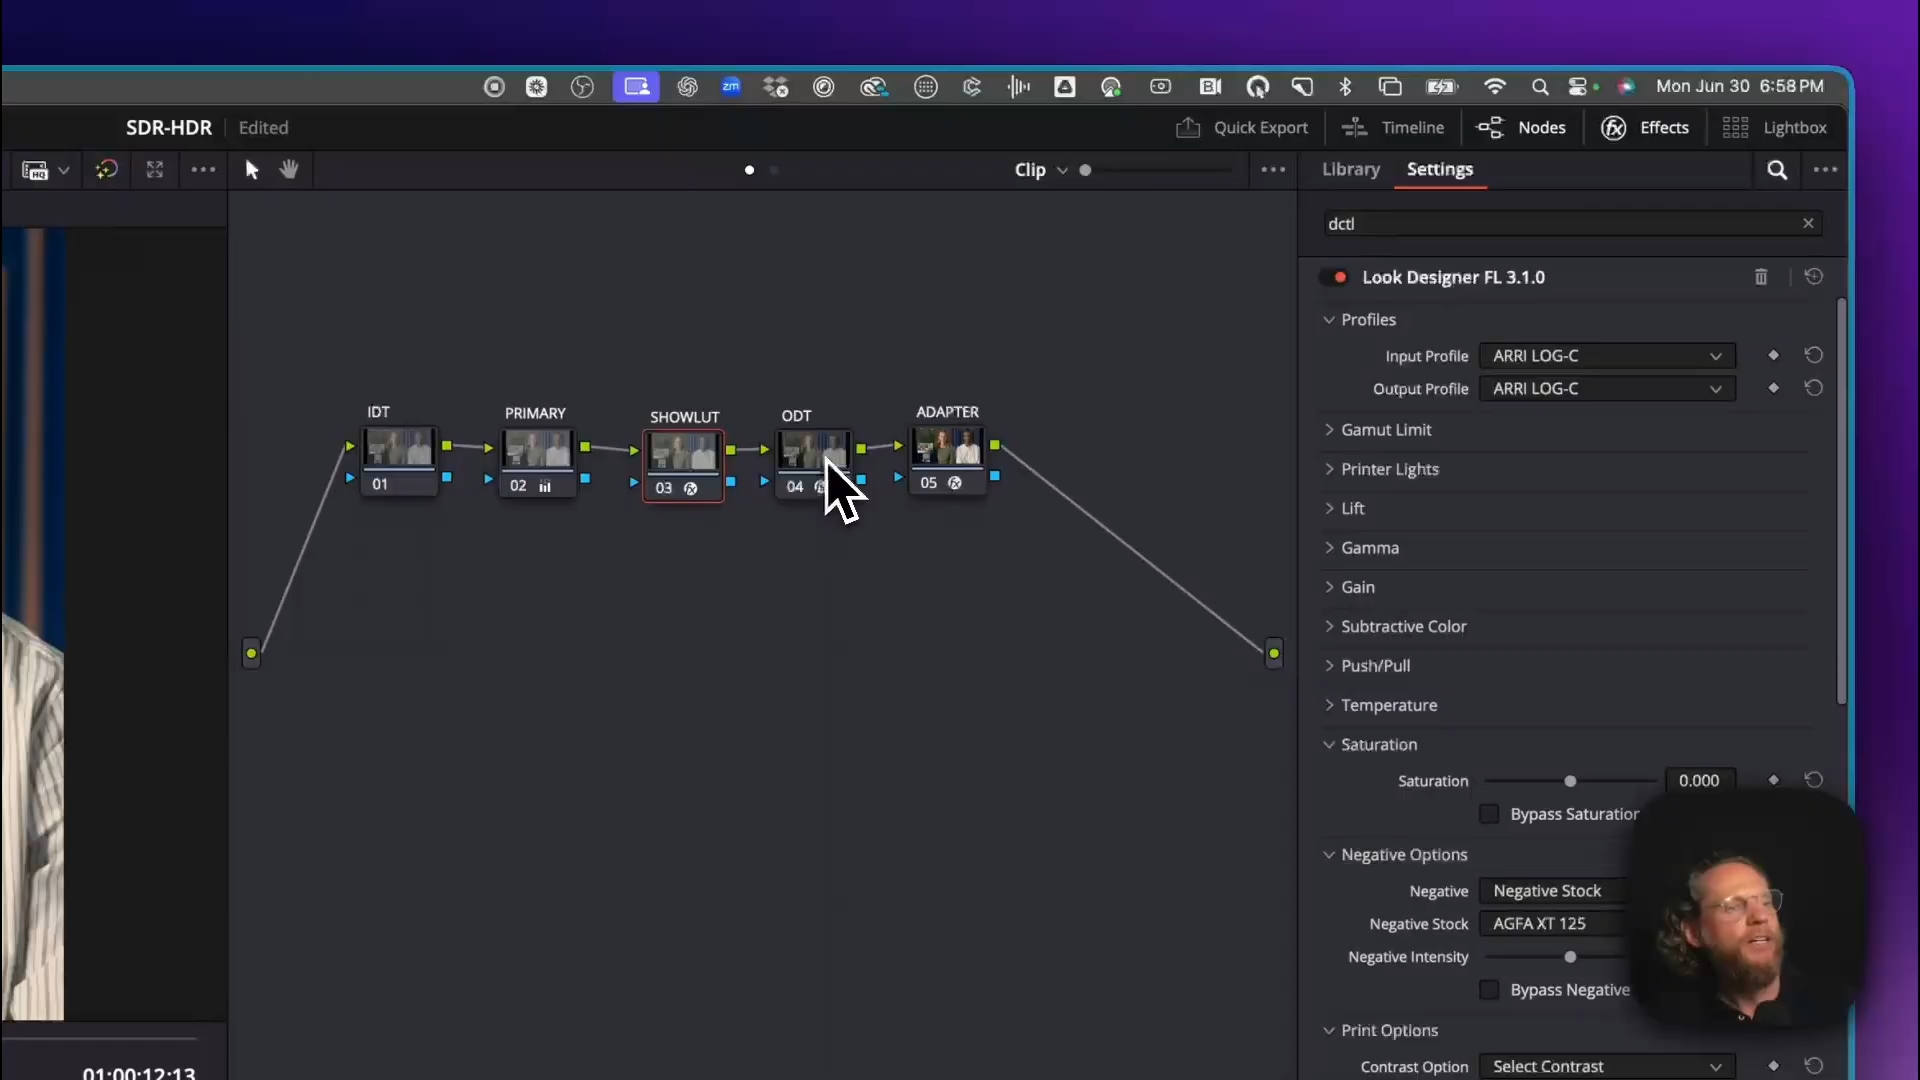 zm
Mon Jun 30 6:58 PM
SDR-HDR Edited
Quick Export Timeline Nodes Effects Lightbox
HQ
Clip
Library Settings
dctl
Look Designer FL 3.1.0
Profiles
Input Profile ARRI LOG-C
Output Profile ARRI LOG-C
Gamut Limit
Printer Lights
Lift
Gamma
Gain
Subtractive Color
Push/Pull
Temperature
Saturation
Saturation 0.000
Bypass Saturation
Negative Options
Negative Negative Stock
Negative Stock AGFA XT 125
Negative Intensity
Bypass Negative
Print Options
Contrast Option Select Contrast
IDT PRIMARY SHOWLUT ODT ADAPTER
01 02 03 04 05
01:00:12:13